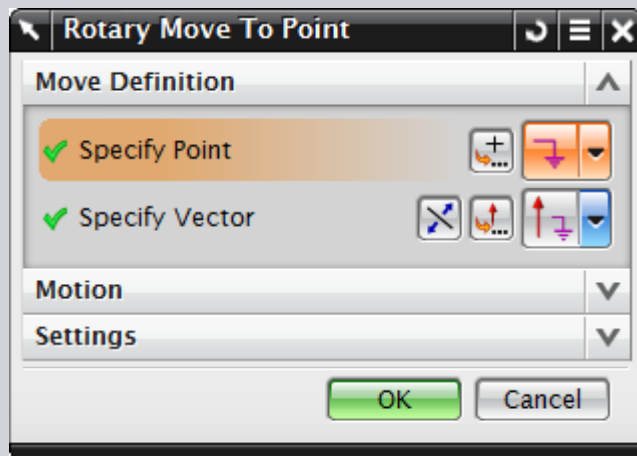 Rotary Move To Point
Move Definition
Specify Point
Specify Vector
Motion
Settings
OK Cancel